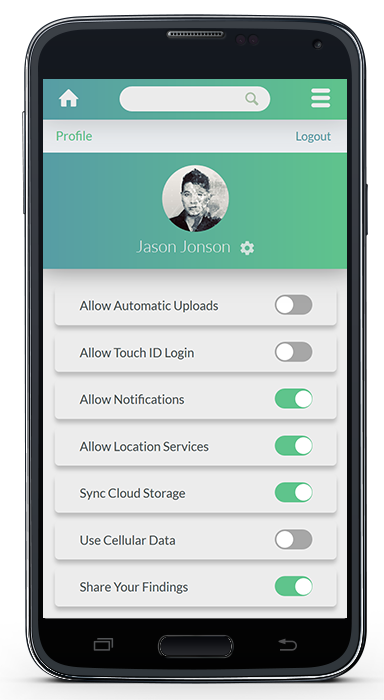 Profile
Logout
Jason Jonson
Allow Automatic Uploads
Allow Touch ID Login
Allow Notifications
Allow Location Services
Sync Cloud Storage
Use Cellular Data
Share Your Findings